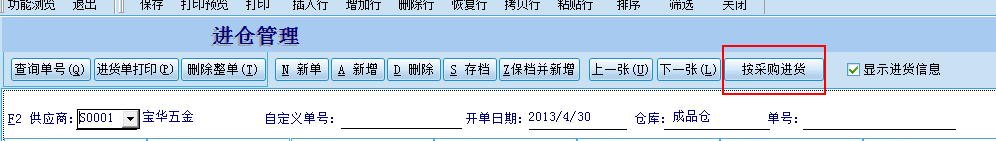 功能浏览 退出 保存 打印预览 打印 插入行 增加行 删除行 恢复行 拷贝行 粘贴行 排序 筛选 关闭
进仓管理
查询单号(Q) 进货单打印(P) 删除整单(T) N 新单 A 新增 D 删除 S 存档 Z保档并新增 上一张(U) 下一张(L) 按采购进货 显示进货信息
F2 供应商: S0001 宝华五金 自定义单号: 开单日期: 2013/4/30 仓库: 成品仓 单号: